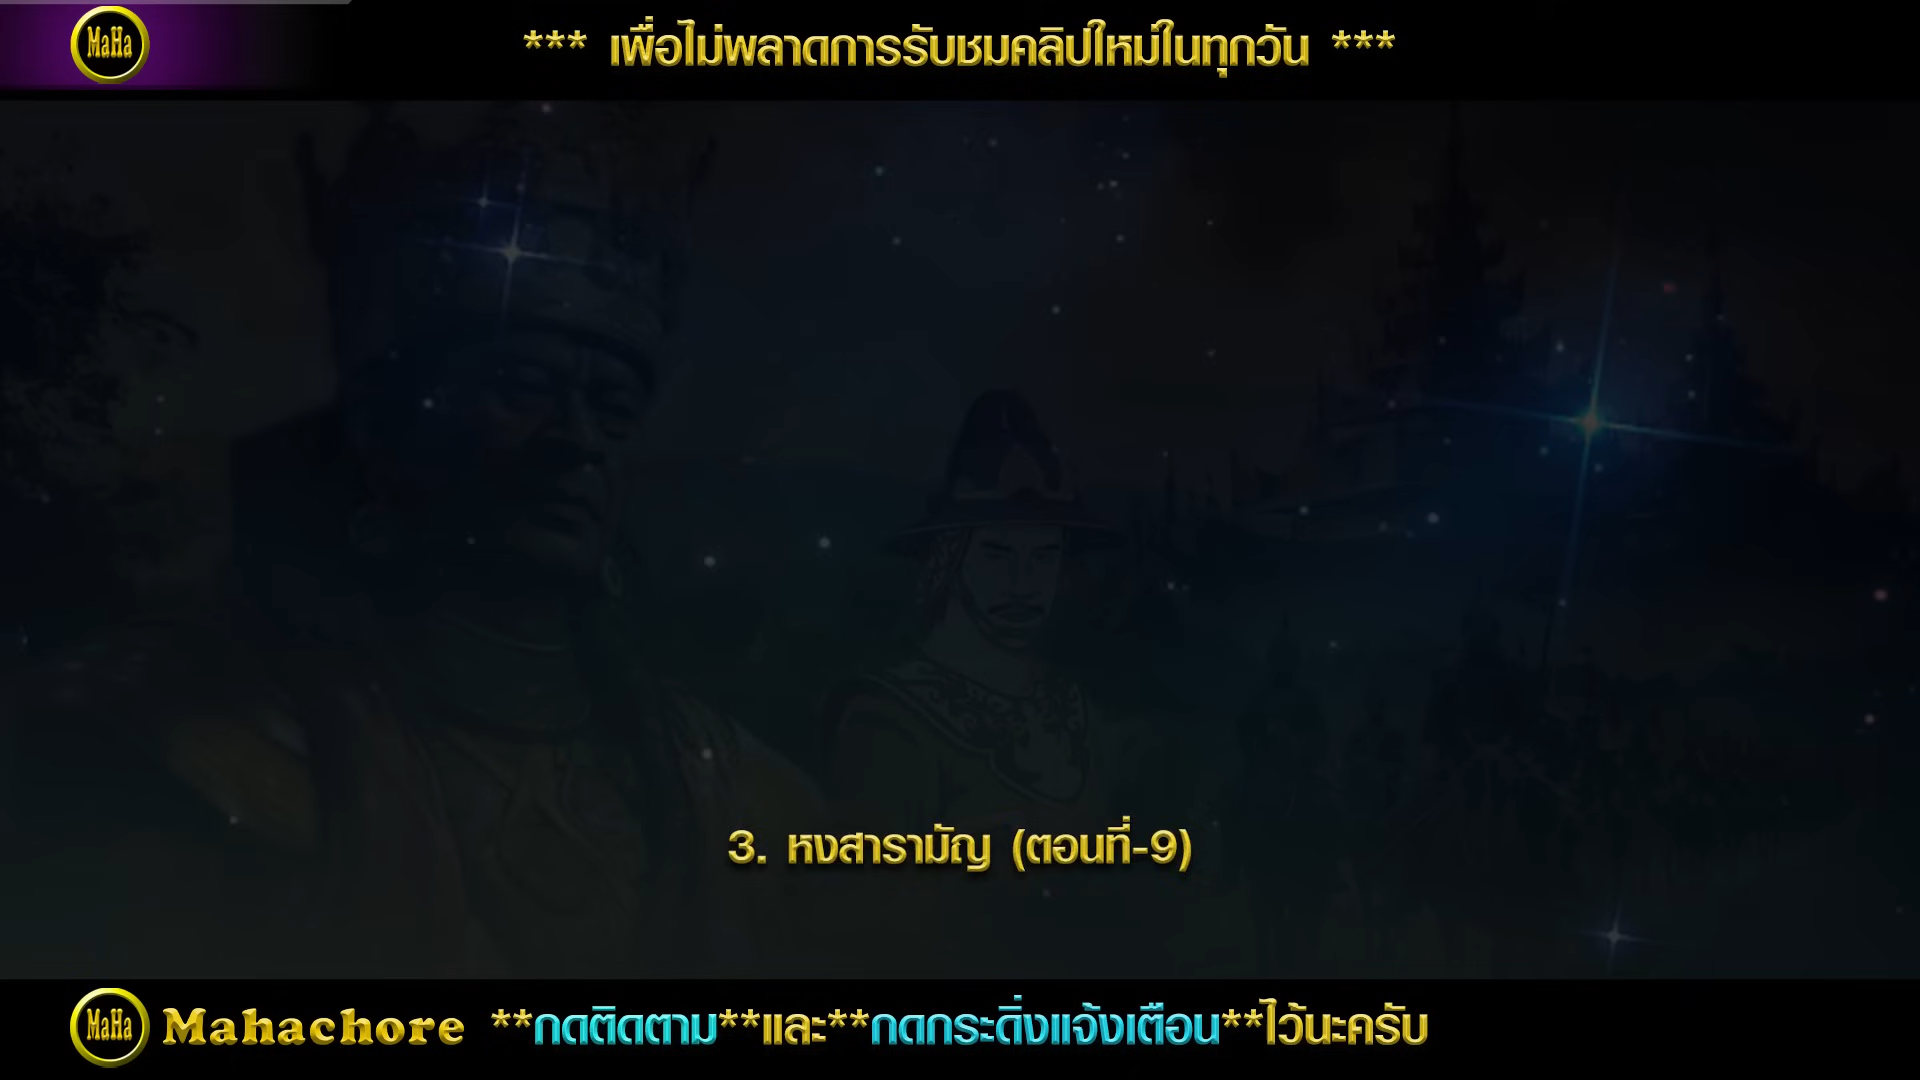 MaHa
*** เพื่อไม่พลาดการรับชมคลิปใหม่ในทุกวัน ***
3. หงสารามัญ (ตอนที่-9)
MaHa Mahachore **กดติดตาม**และ**กดกระดิ่งแจ้งเตือน**ไว้นะครับ